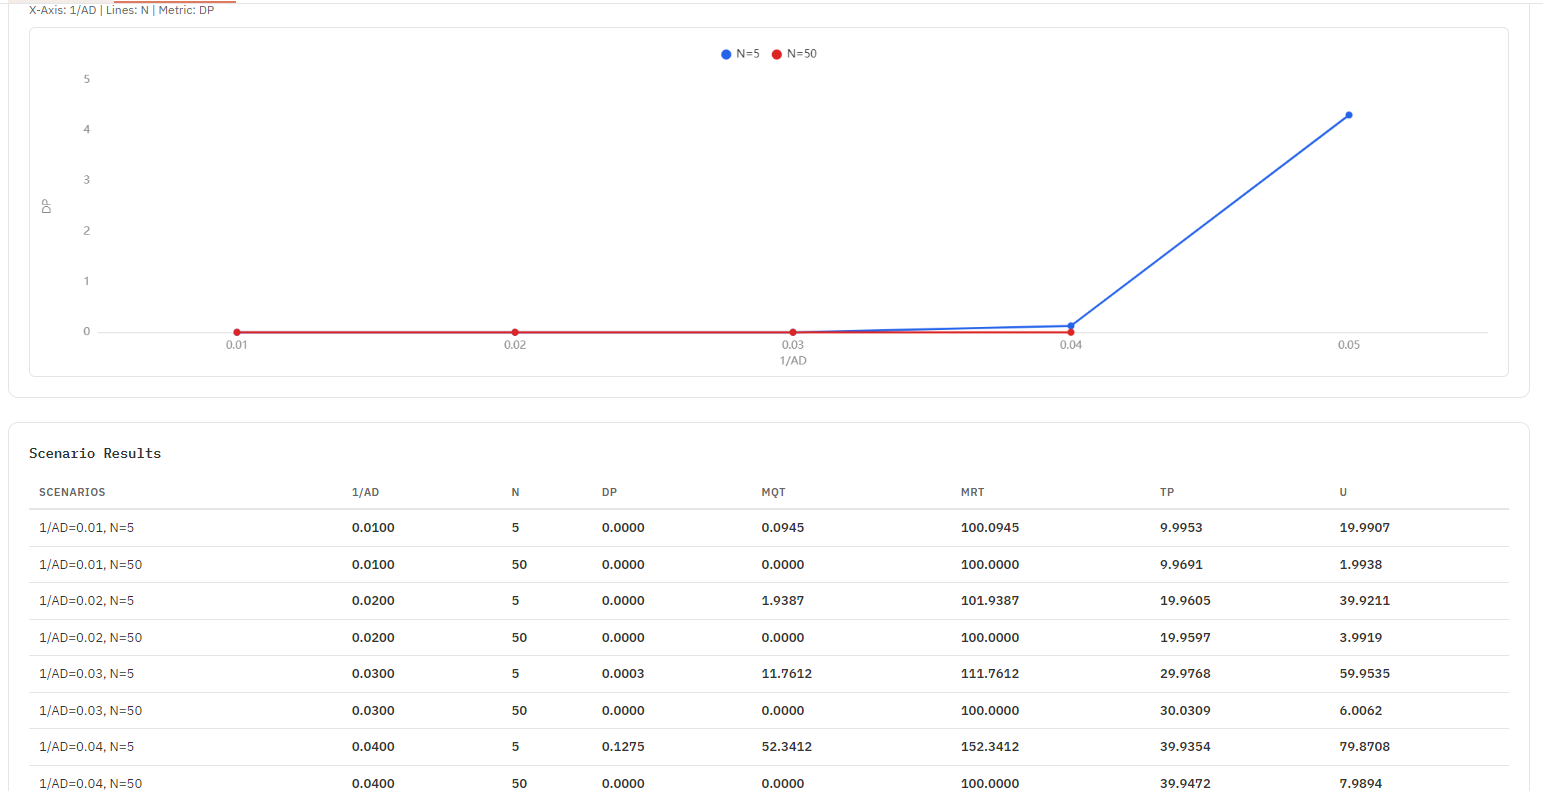 X-Axis: 1/AD | Lines: N | Metric: DP
N=5 N=50
5
4
3
2
1
0
DP
0.01 0.02 0.03 0.04 0.05
1/AD
Scenario Results
SCENARIOS 1/AD N DP MQT MRT TP U
1/AD=0.01, N=5 0.0100 5 0.0000 0.0945 100.0945 9.9953 19.9907
1/AD=0.01, N=50 0.0100 50 0.0000 0.0000 100.0000 9.9691 1.9938
1/AD=0.02, N=5 0.0200 5 0.0000 1.9387 101.9387 19.9605 39.9211
1/AD=0.02, N=50 0.0200 50 0.0000 0.0000 100.0000 19.9597 3.9919
1/AD=0.03, N=5 0.0300 5 0.0003 11.7612 111.7612 29.9768 59.9535
1/AD=0.03, N=50 0.0300 50 0.0000 0.0000 100.0000 30.0309 6.0062
1/AD=0.04, N=5 0.0400 5 0.1275 52.3412 152.3412 39.9354 79.8708
1/AD=0.04, N=50 0.0400 50 0.0000 0.0000 100.0000 39.9472 7.9894